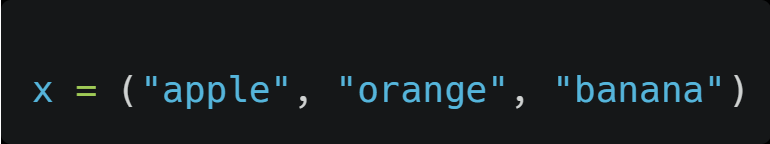 x = ("apple", "orange", "banana")